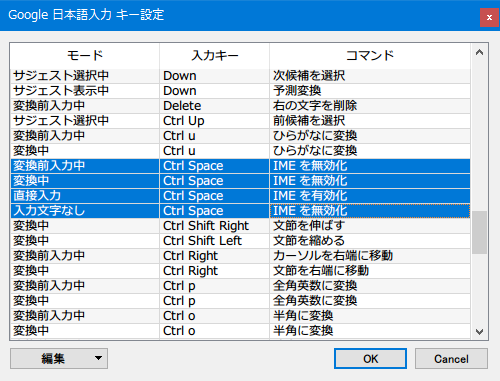 Google 日本語入力 キー設定
モード 入力キー コマンド
サジェスト選択中 Down 次候補を選択
サジェスト表示中 Down 予測変換
変換前入力中 Delete 右の文字を削除
サジェスト選択中 Ctrl Up 前候補を選択
変換前入力中 Ctrl u ひらがなに変換
変換中 Ctrl u ひらがなに変換
変換前入力中 Ctrl Space IME を無効化
変換中 Ctrl Space IME を無効化
直接入力 Ctrl Space IME を有効化
入力文字なし Ctrl Space IME を無効化
変換中 Ctrl Shift Right 文節を伸ばす
変換中 Ctrl Shift Left 文節を縮める
変換前入力中 Ctrl Right カーソルを右端に移動
変換中 Ctrl Right 文節を右端に移動
変換前入力中 Ctrl p 全角英数に変換
変換中 Ctrl p 全角英数に変換
変換前入力中 Ctrl o 半角に変換
変換中 Ctrl o 半角に変換
編集 OK Cancel